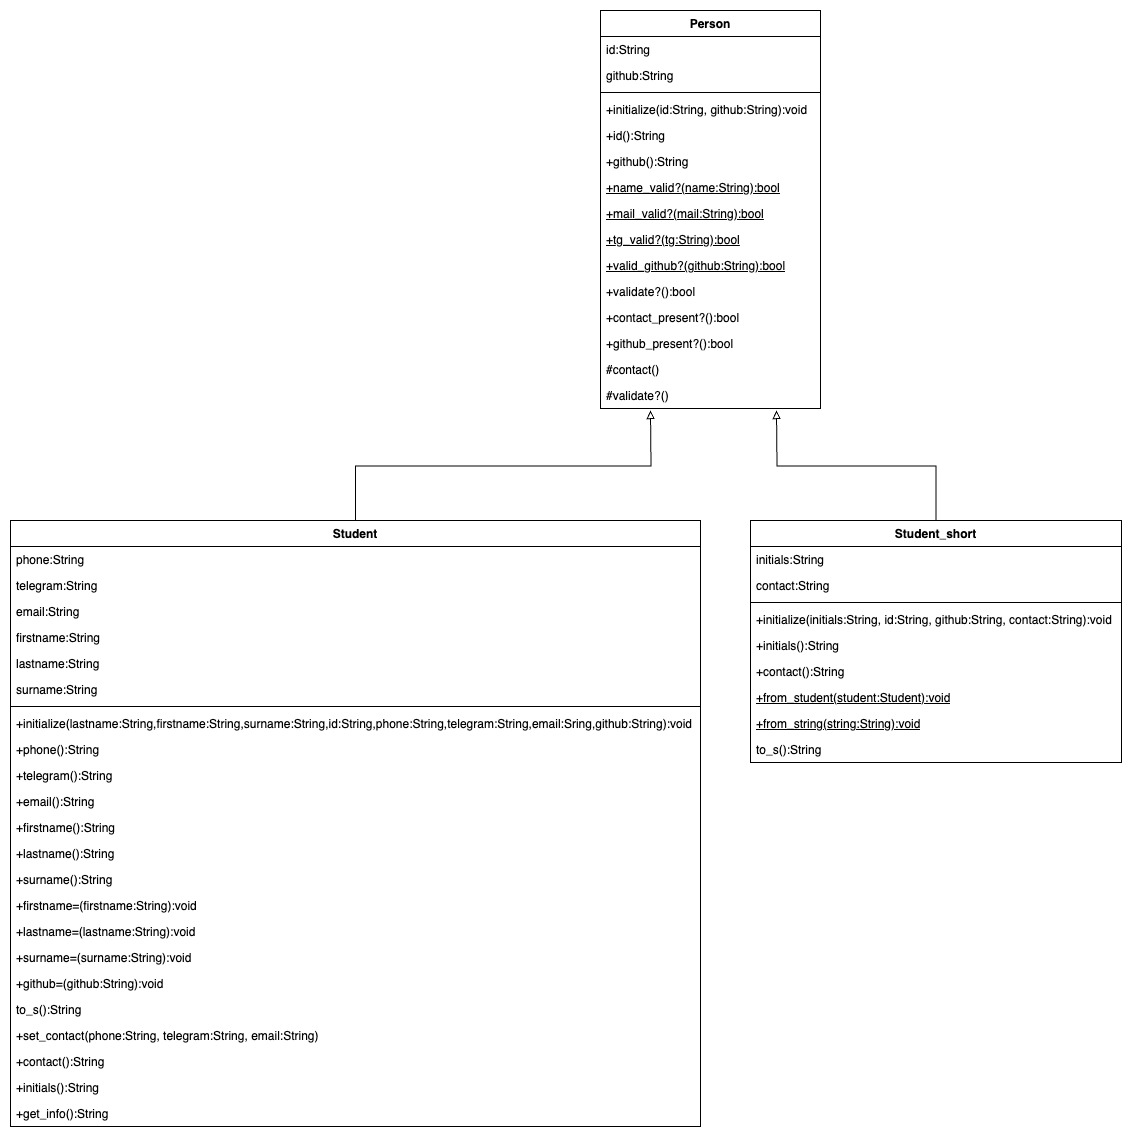 Person
id:String
github:String
+initialize(id:String, github:String):void
+id():String
+github():String
+name_valid?(name:String):bool
+mail_valid?(mail:String):bool
+tg_valid?(tg:String):bool
+valid_github?(github:String):bool
+validate?():bool
+contact_present?():bool
+github_present?():bool
#contact()
#validate?()
Student
phone:String
telegram:String
email:String
firstname:String
lastname:String
surname:String
+initialize(lastname:String,firstname:String,surname:String,id:String,phone:String,telegram:String,email:Sring,github:String):void
+phone():String
+telegram():String
+email():String
+firstname():String
+lastname():String
+surname():String
+firstname=(firstname:String):void
+lastname=(lastname:String):void
+surname=(surname:String):void
+github=(github:String):void
to_s():String
+set_contact(phone:String, telegram:String, email:String)
+contact():String
+initials():String
+get_info():String
Student_short
initials:String
contact:String
+initialize(initials:String, id:String, github:String, contact:String):void
+initials():String
+contact():String
+from_student(student:Student):void
+from_string(string:String):void
to_s():String